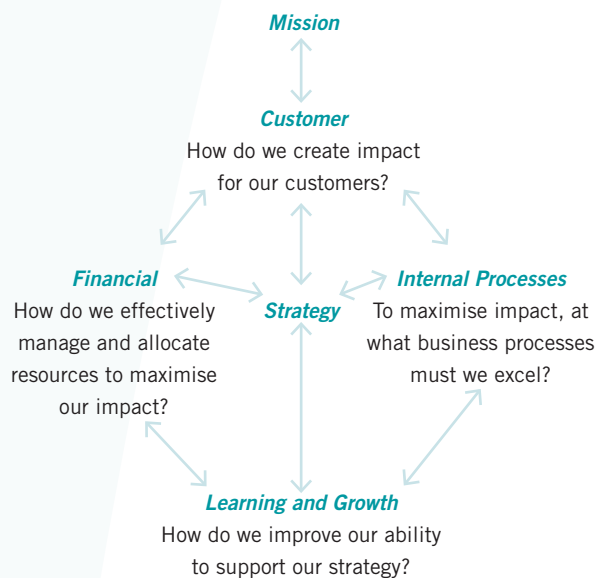 Mission
Customer
How do we create impact
for our customers?
Financial
How do we effectively
manage and allocate
resources to maximise
our impact?
Strategy
Internal Processes
To maximise impact, at
what business processes
must we excel?
Learning and Growth
How do we improve our ability
to support our strategy?